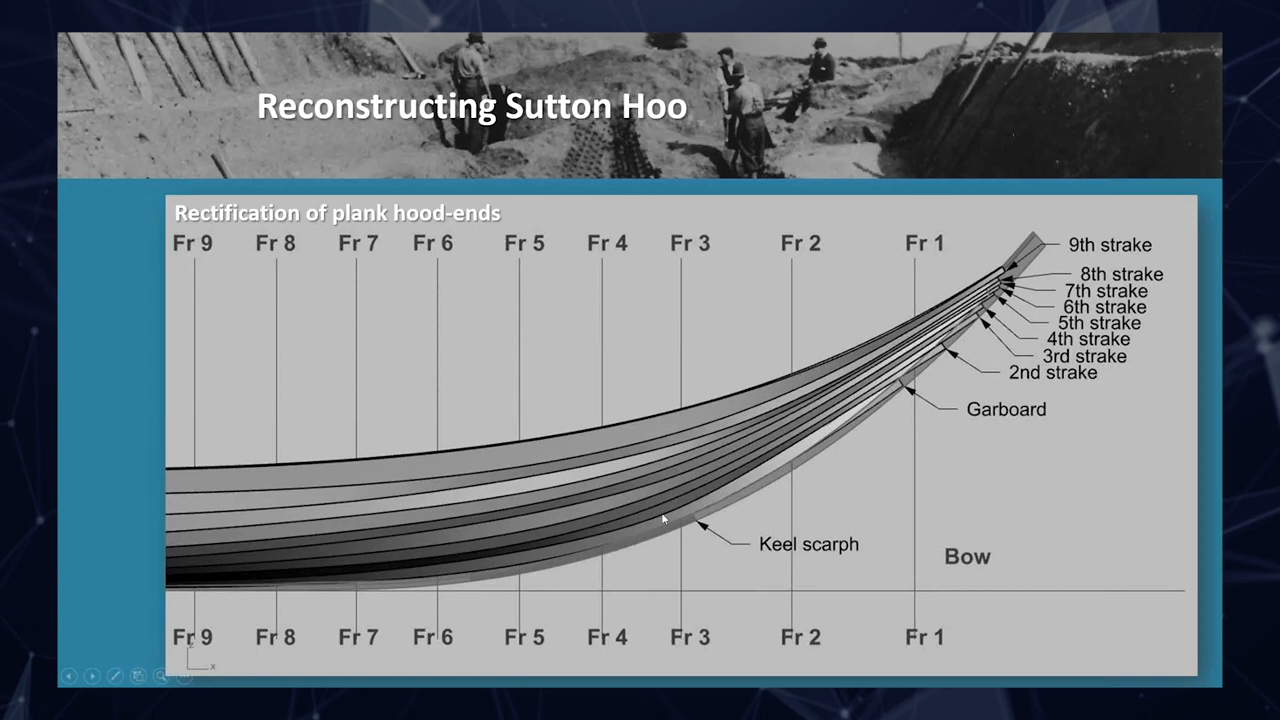 Reconstructing Sutton Hoo
Rectification of plank hood-ends
Fr 9 Fr 8 Fr 7 Fr 6 Fr 5 Fr 4 Fr 3 Fr 2 Fr 1
9th strake
8th strake
7th strake
6th strake
5th strake
4th strake
3rd strake
2nd strake
Garboard
Keel scarph
Bow
Fr 9 Fr 8 Fr 7 Fr 6 Fr 5 Fr 4 Fr 3 Fr 2 Fr 1
z
x